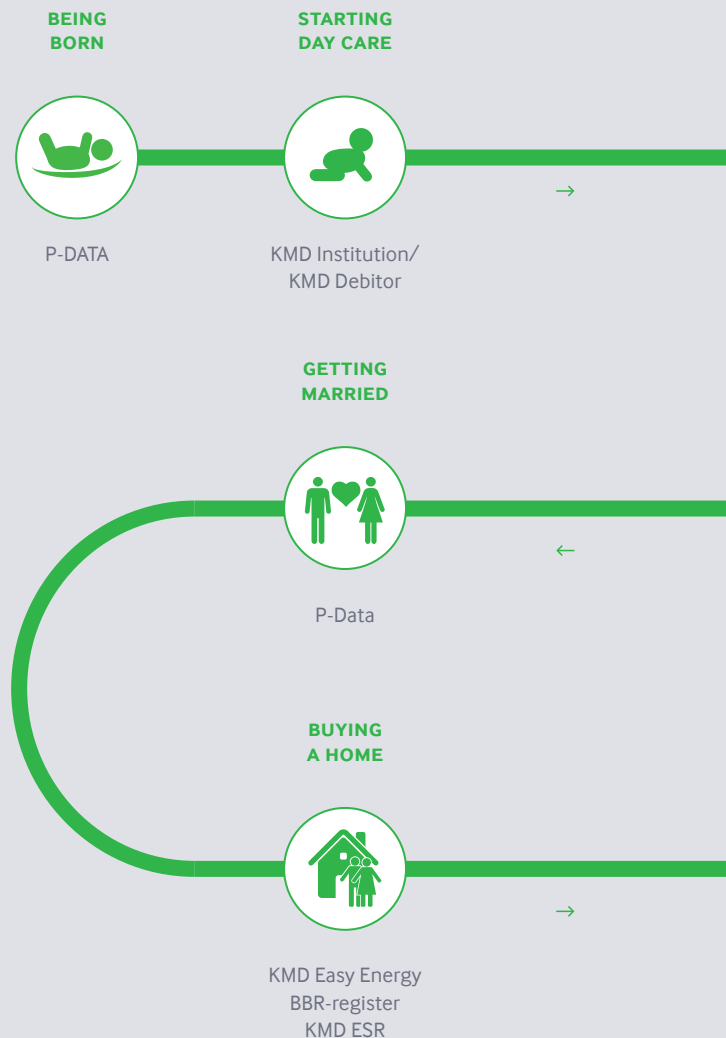 BEING
BORN
STARTING
DAY CARE
→
P-DATA
KMD Institution/
KMD Debitor
GETTING
MARRIED
←
P-Data
BUYING
A HOME
→
KMD Easy Energy
BBR-register
KMD ESR